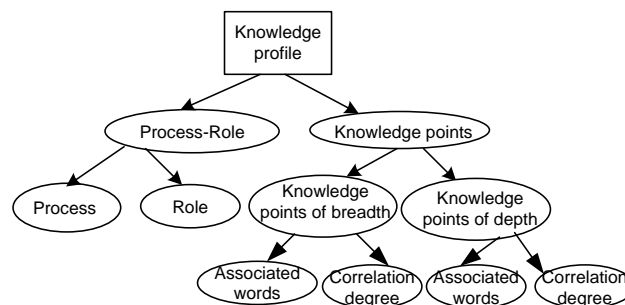 Knowledge
profile
Process-Role
Knowledge points
Process
Role
Knowledge
points of breadth
Knowledge
points of depth
Associated
words
Correlation
degree
Associated
words
Correlation
degree